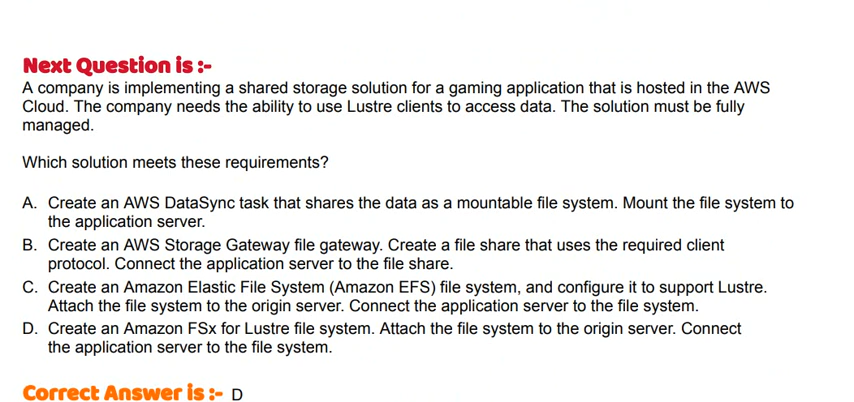 Next Question is :-
A company is implementing a shared storage solution for a gaming application that is hosted in the AWS
Cloud. The company needs the ability to use Lustre clients to access data. The solution must be fully
managed.
Which solution meets these requirements?
A. Create an AWS DataSync task that shares the data as a mountable file system. Mount the file system to
the application server.
B. Create an AWS Storage Gateway file gateway. Create a file share that uses the required client
protocol. Connect the application server to the file share.
C. Create an Amazon Elastic File System (Amazon EFS) file system, and configure it to support Lustre.
Attach the file system to the origin server. Connect the application server to the file system.
D. Create an Amazon FSx for Lustre file system. Attach the file system to the origin server. Connect
the application server to the file system.
Correct Answer is :- D